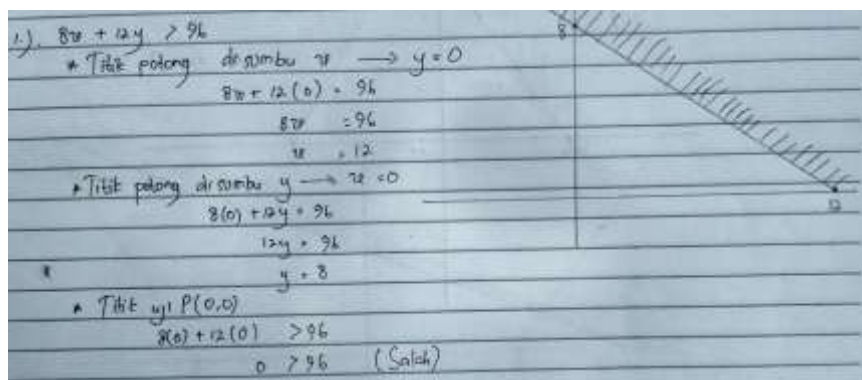 1.). 8x + 12y > 96
* Titik potong di sumbu x → y = 0
8x + 12(0) = 96
8x = 96
x = 12
* Titik potong di sumbu y → x = 0
8(0) + 12y = 96
12y = 96
y = 8
* Titik uji P(0,0)
8(0) + 12(0) > 96
0 > 96 (Salah)
8
12